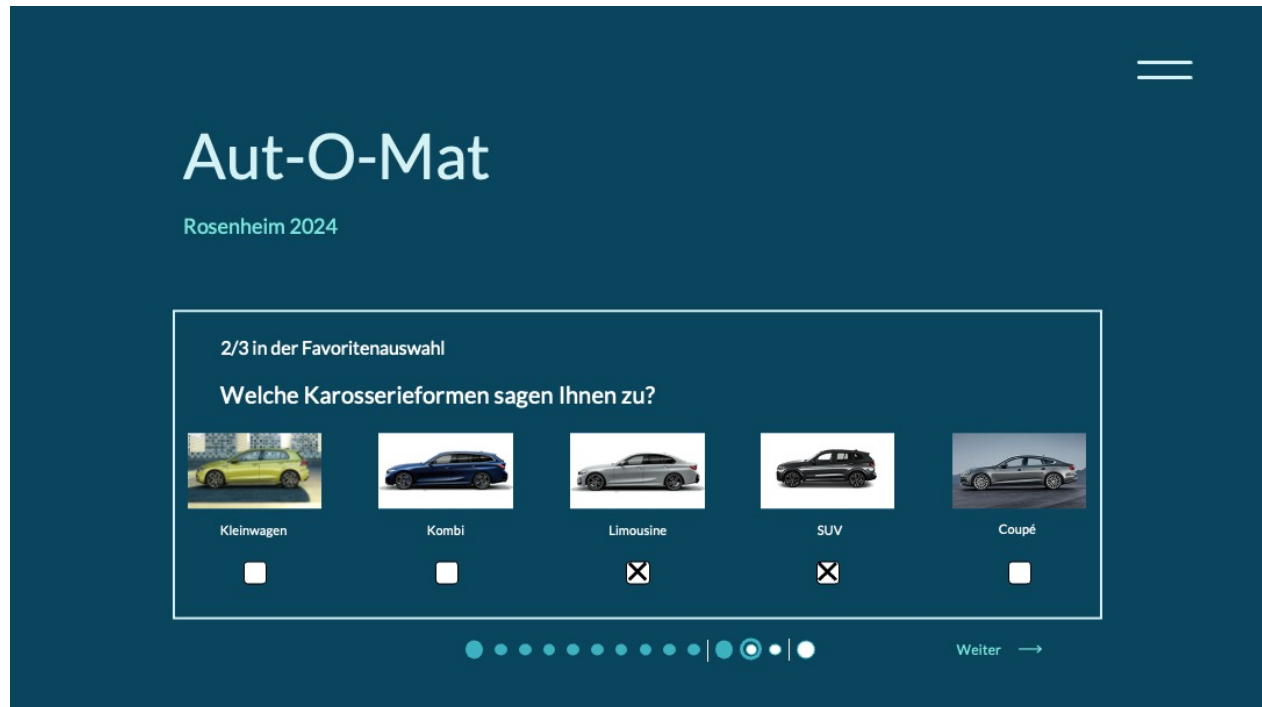 Aut-O-Mat
Rosenheim 2024
2/3 in der Favoritenauswahl
Welche Karosserieformen sagen Ihnen zu?
Kleinwagen
Kombi
Limousine
SUV
Coupé
Weiter →